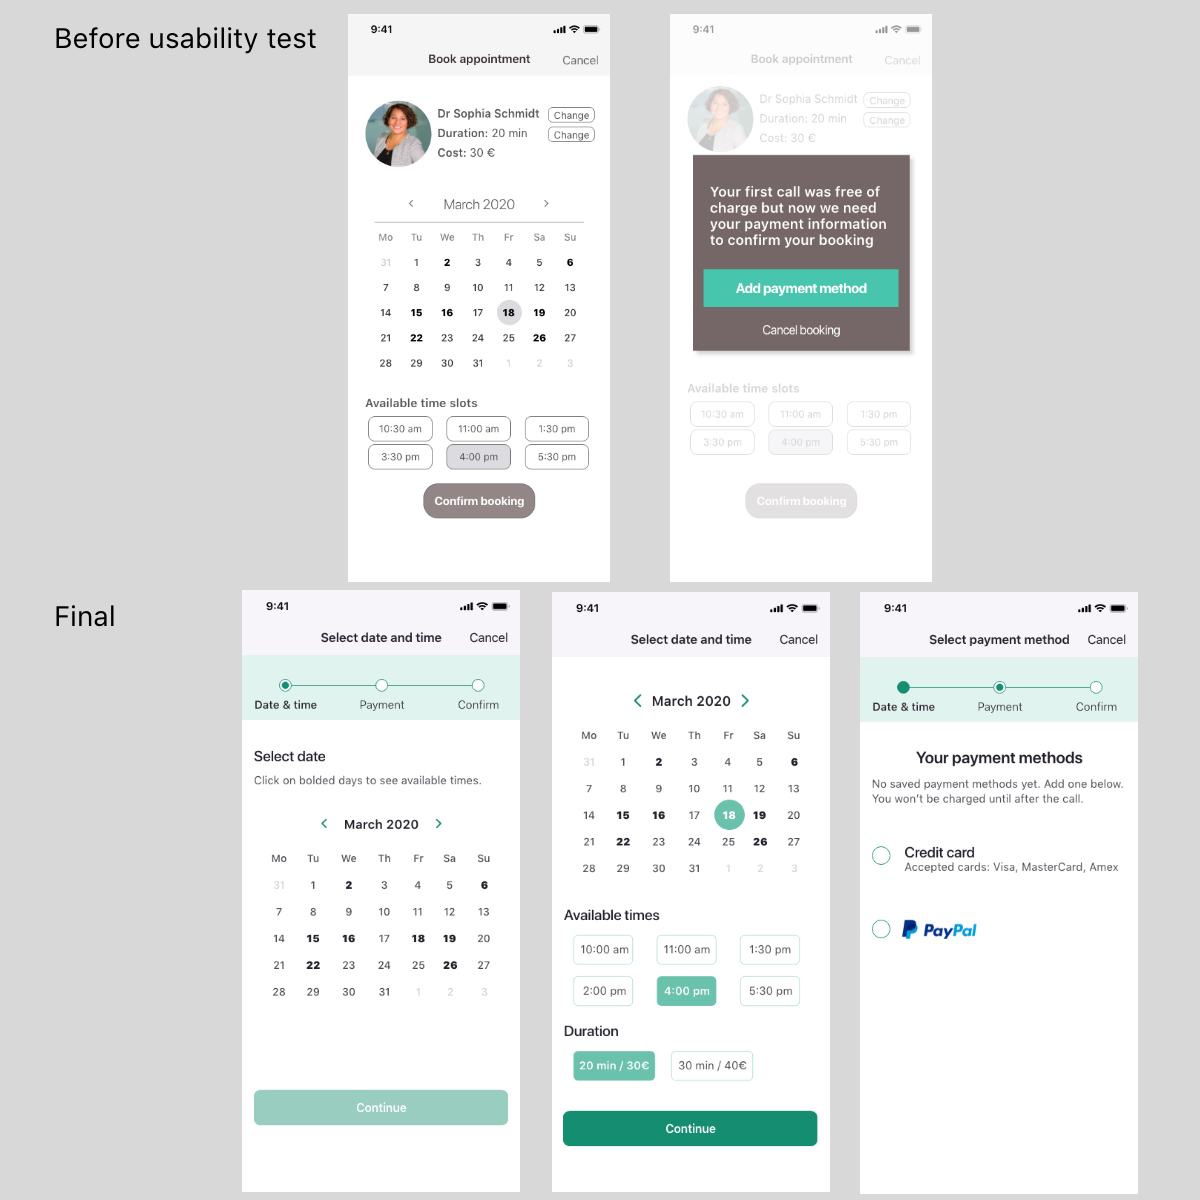 Before usability test
9:41
Book appointment
Cancel
Dr Sophia Schmidt
Change
Duration: 20 min
Change
Cost: 30 €
March 2020
Mo Tu We Th Fr Sa Su
31 1 2 3 4 5 6
7 8 9 10 11 12 13
14 15 16 17 18 19 20
21 22 23 24 25 26 27
28 29 30 31 1 2 3
Available time slots
10:30 am 11:00 am 1:30 pm
3:30 pm 4:00 pm 5:30 pm
Confirm booking
9:41
Book appointment
Cancel
Dr Sophia Schmidt
Change
Duration: 20 min
Change
Cost: 30 €
Your first call was free of
charge but now we need
your payment information
to confirm your booking
Add payment method
Cancel booking
Available time slots
10:30 am 11:00 am 1:30 pm
3:30 pm 4:00 pm 5:30 pm
Confirm booking
Final
9:41
Select date and time
Cancel
Date & time Payment Confirm
Select date
Click on bolded days to see available times.
March 2020
Mo Tu We Th Fr Sa Su
31 1 2 3 4 5 6
7 8 9 10 11 12 13
14 15 16 17 18 19 20
21 22 23 24 25 26 27
28 29 30 31 1 2 3
Continue
9:41
Select date and time
Cancel
March 2020
Mo Tu We Th Fr Sa Su
31 1 2 3 4 5 6
7 8 9 10 11 12 13
14 15 16 17 18 19 20
21 22 23 24 25 26 27
28 29 30 31 1 2 3
Available times
10:00 am 11:00 am 1:30 pm
2:00 pm 4:00 pm 5:30 pm
Duration
20 min / 30€ 30 min / 40€
Continue
9:41
Select payment method
Cancel
Date & time Payment Confirm
Your payment methods
No saved payment methods yet. Add one below.
You won't be charged until after the call.
Credit card
Accepted cards: Visa, MasterCard, Amex
PayPal